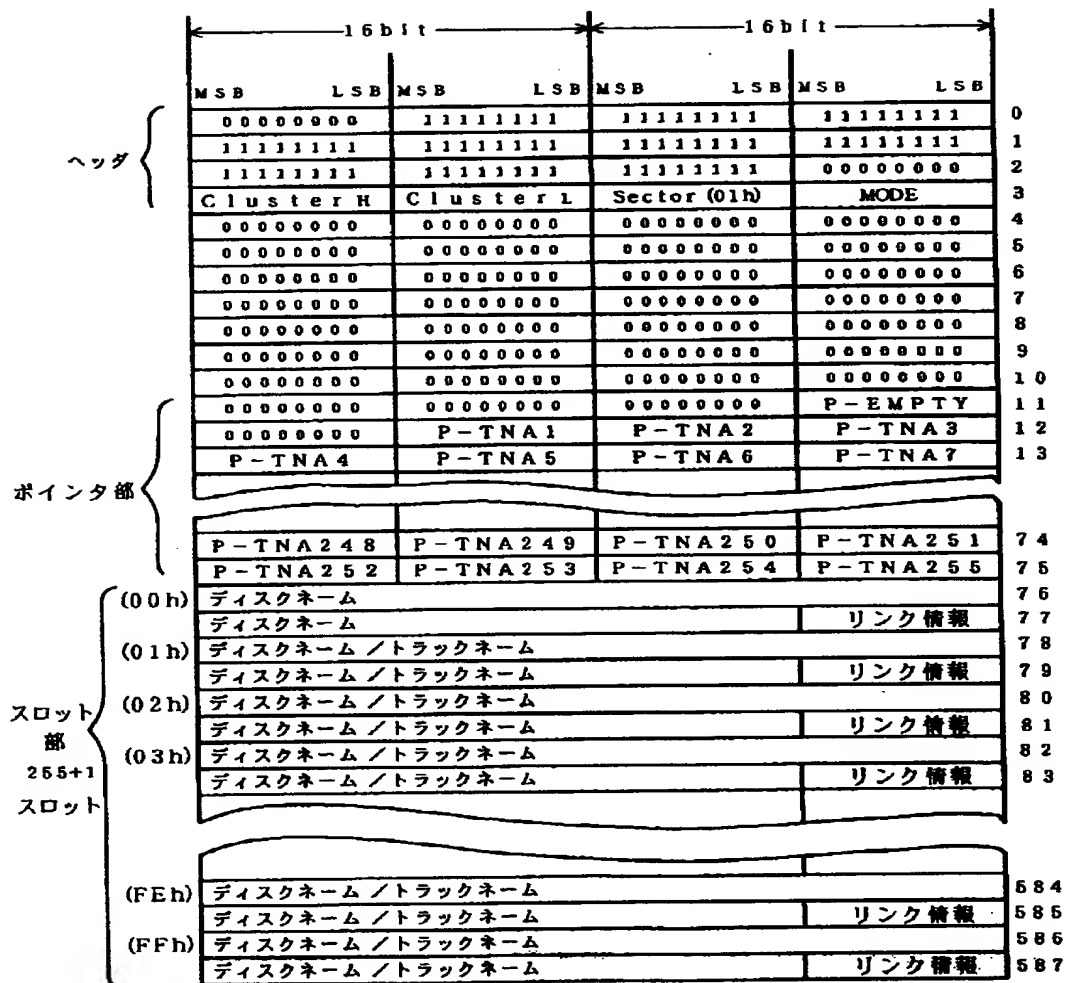 16bit 16bit
MSB LSB MSB LSB MSB LSB MSB LSB
00000000 11111111 11111111 11111111 0
11111111 11111111 11111111 11111111 1
ヘッダ 11111111 11111111 11111111 00000000 2
ClusterH ClusterL Sector(01h) MODE 3
00000000 00000000 00000000 00000000 4
00000000 00000000 00000000 00000000 5
00000000 00000000 00000000 00000000 6
00000000 00000000 00000000 00000000 7
00000000 00000000 00000000 00000000 8
00000000 00000000 00000000 00000000 9
00000000 00000000 00000000 00000000 10
00000000 00000000 00000000 P-EMPTY 11
00000000 P-TNA1 P-TNA2 P-TNA3 12
P-TNA4 P-TNA5 P-TNA6 P-TNA7 13
ポインタ部
P-TNA248 P-TNA249 P-TNA250 P-TNA251 74
P-TNA252 P-TNA253 P-TNA254 P-TNA255 75
(00h) ディスクネーム 76
ディスクネーム リンク情報 77
(01h) ディスクネーム/トラックネーム 78
ディスクネーム/トラックネーム リンク情報 79
(02h) ディスクネーム/トラックネーム 80
ディスクネーム/トラックネーム リンク情報 81
(03h) ディスクネーム/トラックネーム 82
ディスクネーム/トラックネーム リンク情報 83
スロット
部
255+1
スロット
(FEh) ディスクネーム/トラックネーム 584
ディスクネーム/トラックネーム リンク情報 585
(FFh) ディスクネーム/トラックネーム 586
ディスクネーム/トラックネーム リンク情報 587